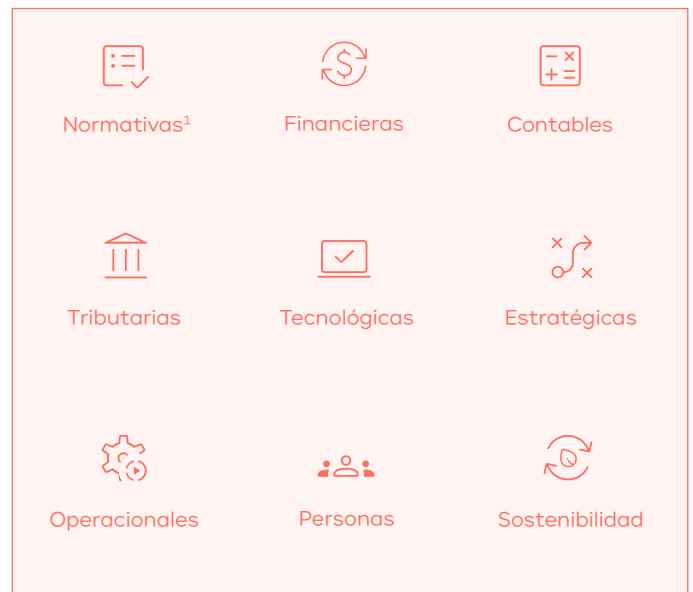 Normativas¹
Financieras
Contables
Tributarias
Tecnológicas
Estratégicas
Operacionales
Personas
Sostenibilidad